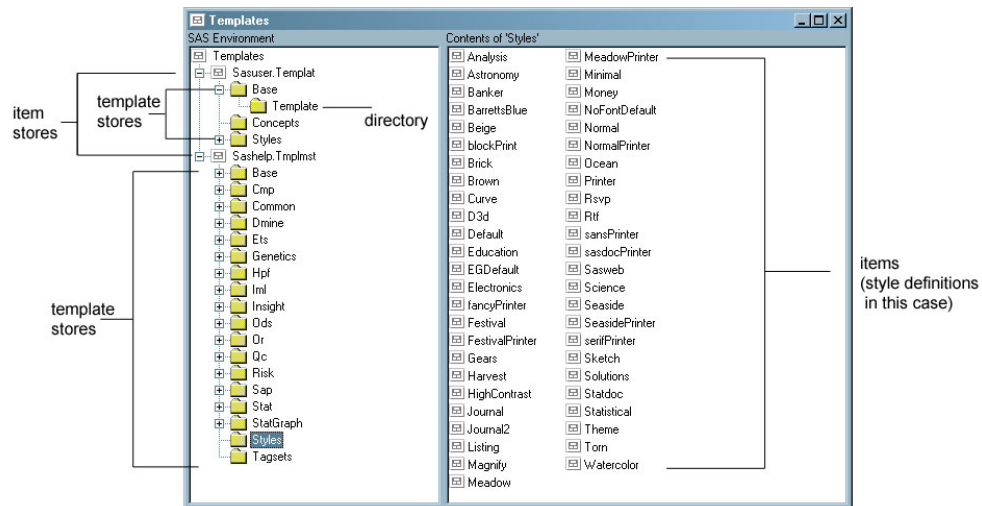 Templates
SAS Environment
Contents of 'Styles'
Templates
Sasuser.Templat
Base
Template
Concepts
Styles
Sashelp.Tmplmst
Base
Cmp
Common
Dmine
Ets
Genetics
Hpf
Iml
Insight
Ods
Or
Qc
Risk
Sap
Stat
StatGraph
Styles
Tagsets
item
stores
template
stores
directory
template
stores
Analysis
Astronomy
Banker
BarrettsBlue
Beige
blockPrint
Brick
Brown
Curve
D3d
Default
Education
EGDefault
Electronics
fancyPrinter
Festival
FestivalPrinter
Gears
Harvest
HighContrast
Journal
Journal2
Listing
Magnify
Meadow
MeadowPrinter
Minimal
Money
NoFontDefault
Normal
NormalPrinter
Ocean
Printer
Rsvp
Rtf
sansPrinter
sasdocPrinter
Sasweb
Science
Seaside
SeasidePrinter
serifPrinter
Sketch
Solutions
Statdoc
Statistical
Theme
Torn
Watercolor
items
(style definitions
in this case)